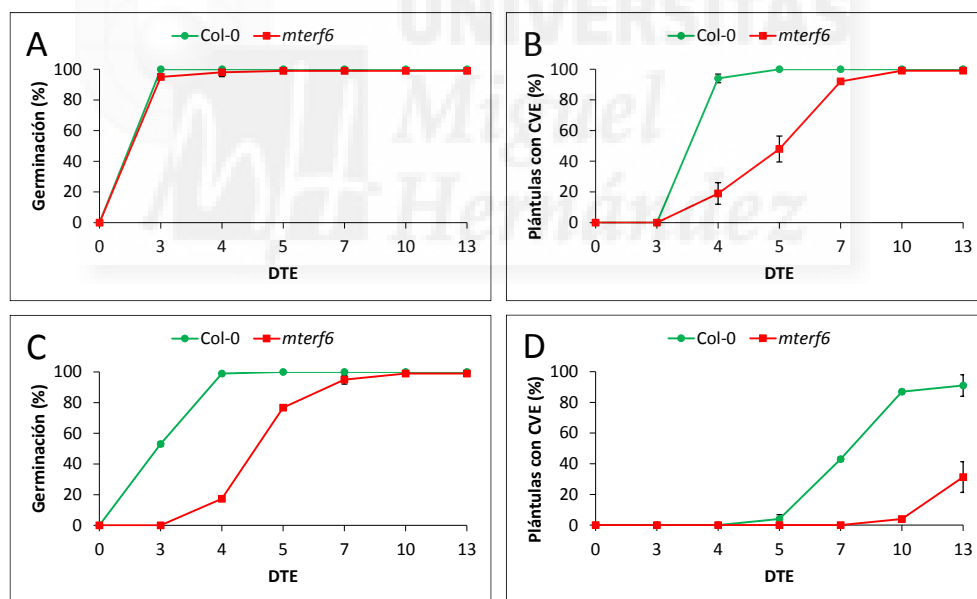 UNIVERSITAS
Miguel
Hernández
A
Col-0 mterf6
Germinación (%)
100
80
60
40
20
0
0 3 4 5 7 10 13
DTE
B
Col-0 mterf6
Plántulas con CVE (%)
100
80
60
40
20
0
0 3 4 5 7 10 13
DTE
C
Col-0 mterf6
Germinación (%)
100
80
60
40
20
0
0 3 4 5 7 10 13
DTE
D
Col-0 mterf6
Plántulas con CVE (%)
100
80
60
40
20
0
0 3 4 5 7 10 13
DTE